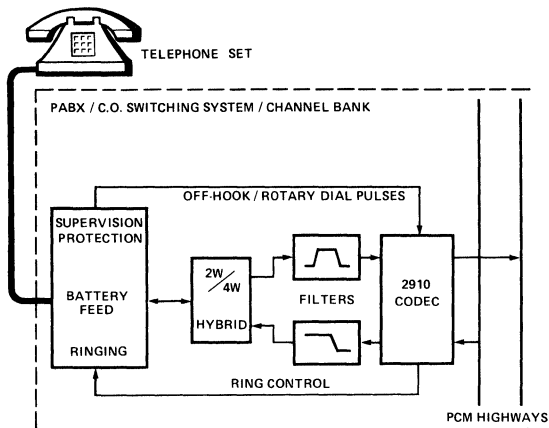 TELEPHONE SET
PABX / C.O. SWITCHING SYSTEM / CHANNEL BANK
OFF-HOOK / ROTARY DIAL PULSES
SUPERVISION
PROTECTION
BATTERY
FEED
RINGING
2W/4W
HYBRID
FILTERS
2910
CODEC
RING CONTROL
PCM HIGHWAYS